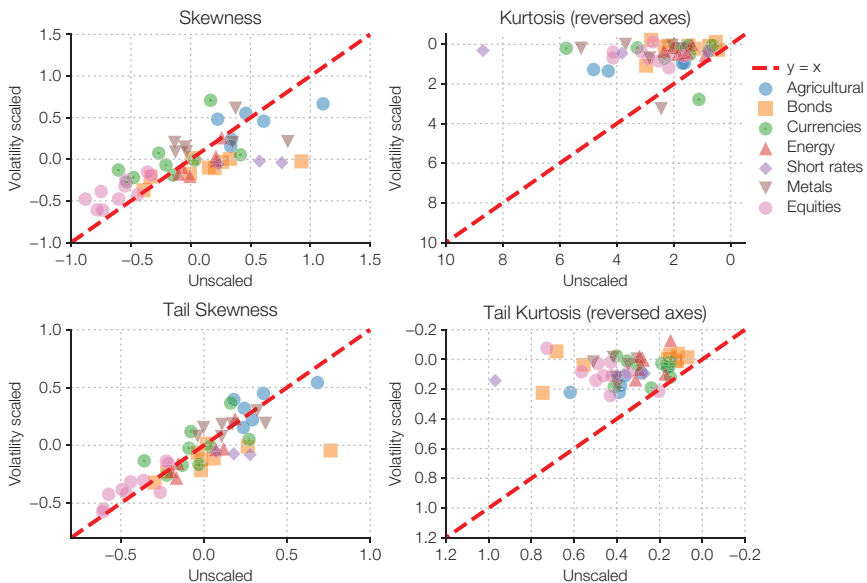 Skewness
1.5
1.0
0.5
0.0
−0.5
−1.0
Volatility scaled
−1.0 −0.5 0.0 0.5 1.0 1.5
Unscaled
Kurtosis (reversed axes)
0
2
4
6
8
10
Volatility scaled
10 8 6 4 2 0
Unscaled
y = x
Agricultural
Bonds
Currencies
Energy
Short rates
Metals
Equities
Tail Skewness
1.0
0.5
0.0
−0.5
Volatility scaled
−0.5 0.0 0.5 1.0
Unscaled
Tail Kurtosis (reversed axes)
−0.2
0.0
0.2
0.4
0.6
0.8
1.0
1.2
Volatility scaled
1.2 1.0 0.8 0.6 0.4 0.2 0.0 −0.2
Unscaled